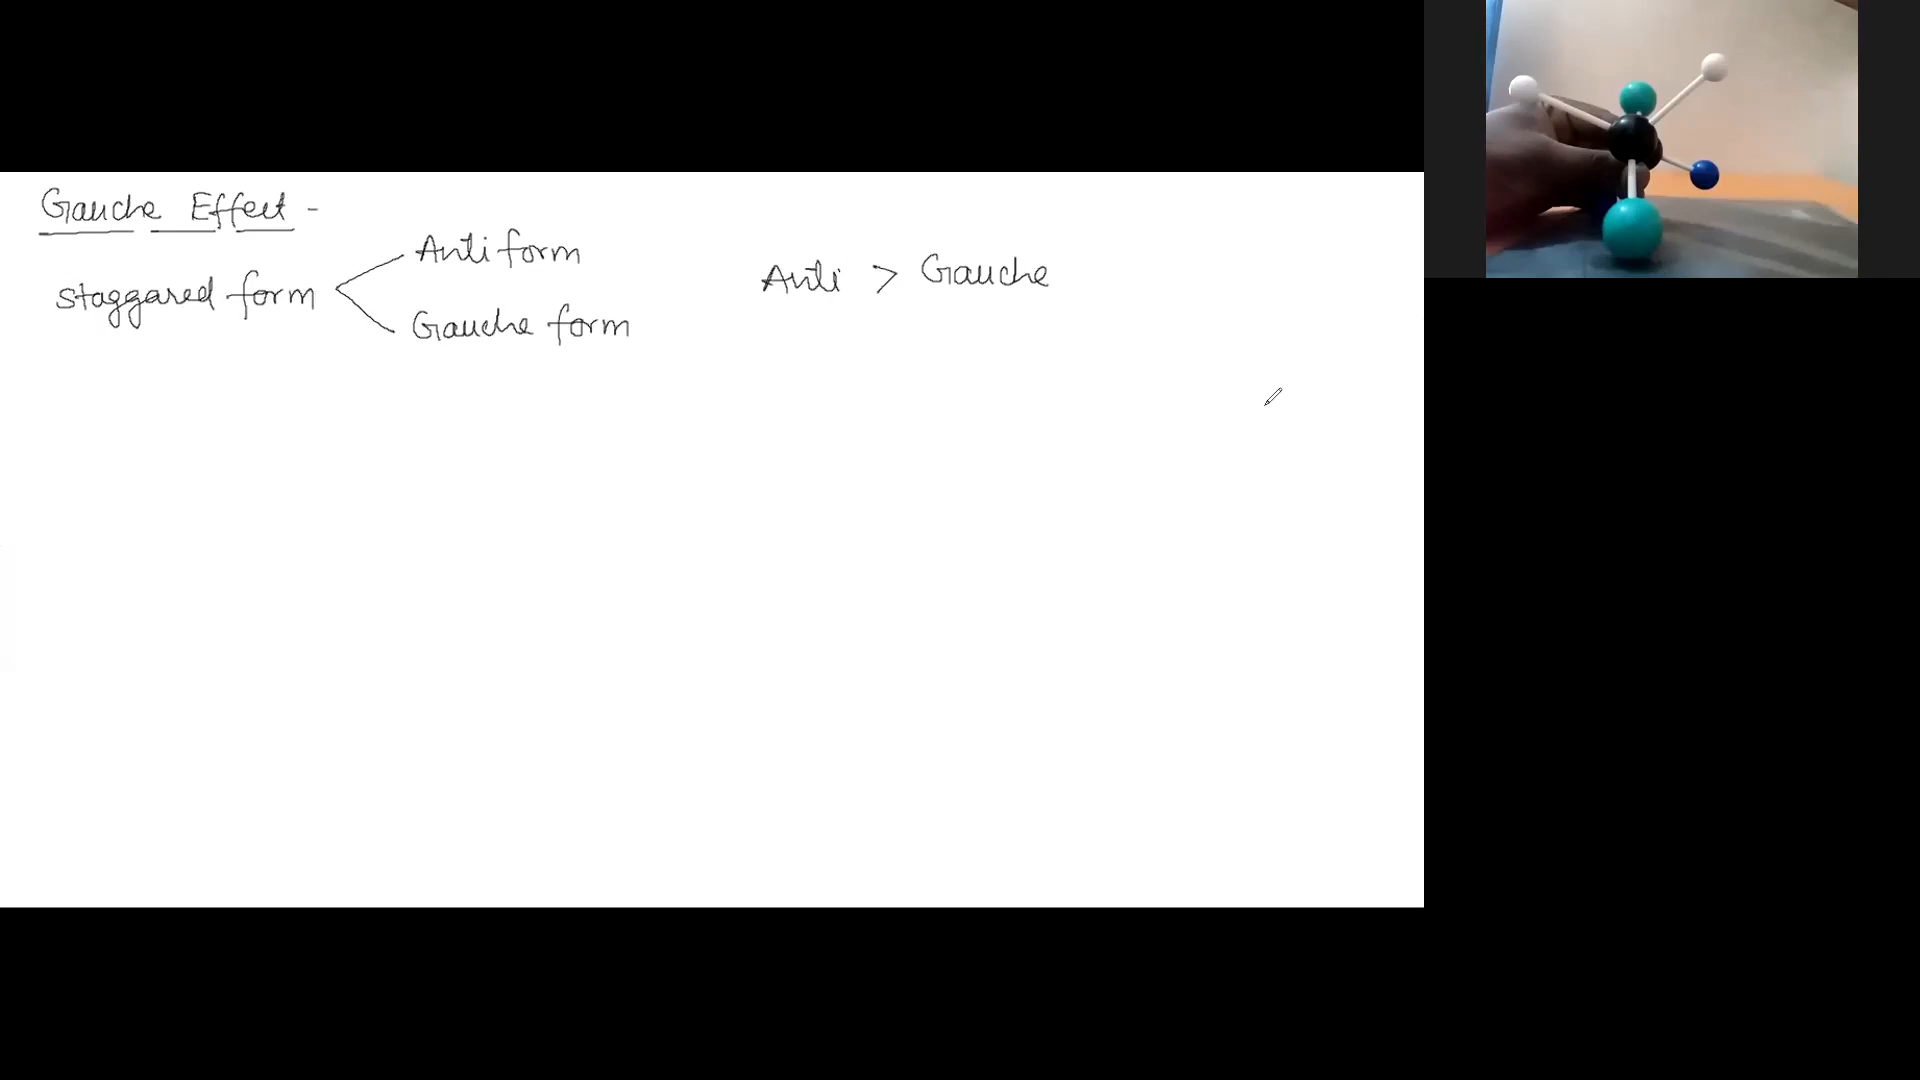 Gauche Effect -
Anti form
staggared form
Gauche form
Anti > Gauche